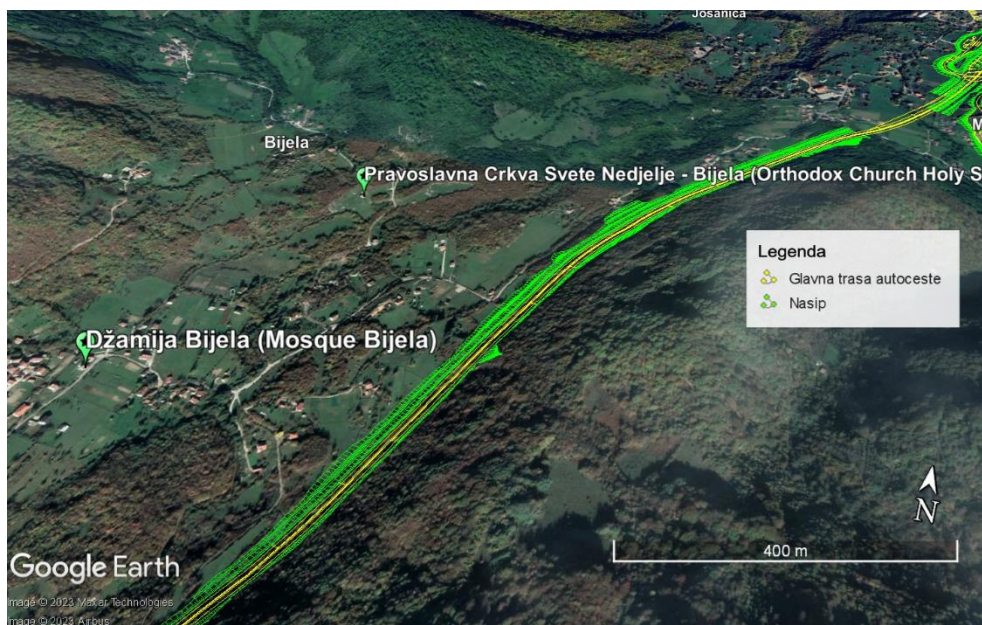 Jošanica
Bijela
Pravoslavna Crkva Svete Nedjelje - Bijela (Orthodox Church Holy S
M
Legenda
Glavna trasa autoceste
Nasip
Džamija Bijela (Mosque Bijela)
N
400 m
Google Earth
Image © 2023 Maxar Technologies
Image © 2023 Airbus